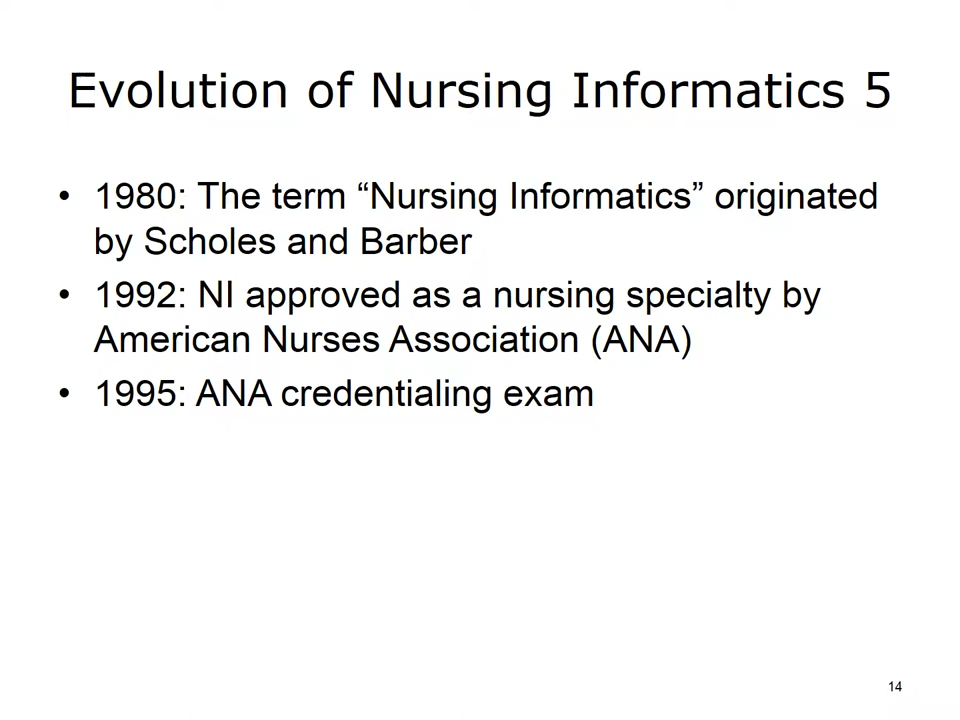 Evolution of Nursing Informatics 5
• 1980: The term “Nursing Informatics” originated
by Scholes and Barber
• 1992: NI approved as a nursing specialty by
American Nurses Association (ANA)
• 1995: ANA credentialing exam
14